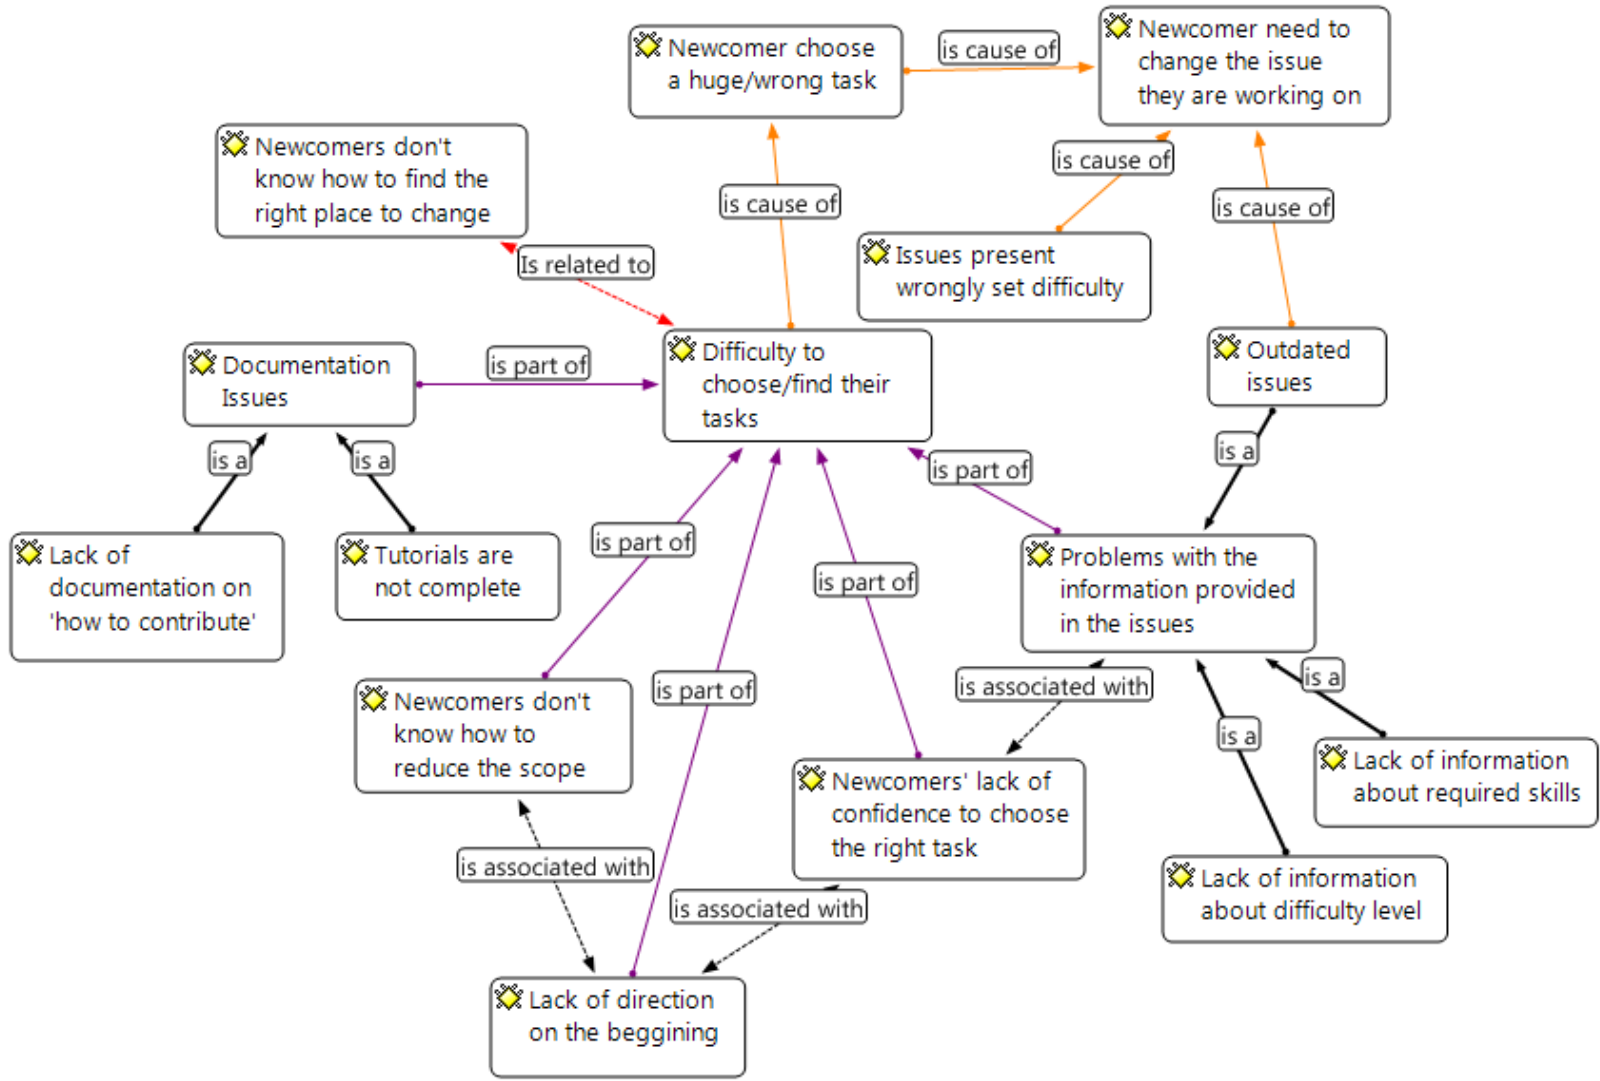 Newcomer choose
a huge/wrong task
is cause of
Newcomer need to
change the issue
they are working on
Newcomers don't
know how to find the
right place to change
is cause of
is cause of
is cause of
Is related to
Issues present
wrongly set difficulty
Documentation
Issues
is part of
Difficulty to
choose/find their
tasks
Outdated
issues
is a
is a
is part of
is a
Lack of
documentation on
'how to contribute'
Tutorials are
not complete
is part of
is part of
Problems with the
information provided
in the issues
Newcomers don't
know how to
reduce the scope
is part of
is associated with
is a
is a
Newcomers' lack of
confidence to choose
the right task
Lack of information
about required skills
is associated with
is associated with
Lack of information
about difficulty level
Lack of direction
on the beggining